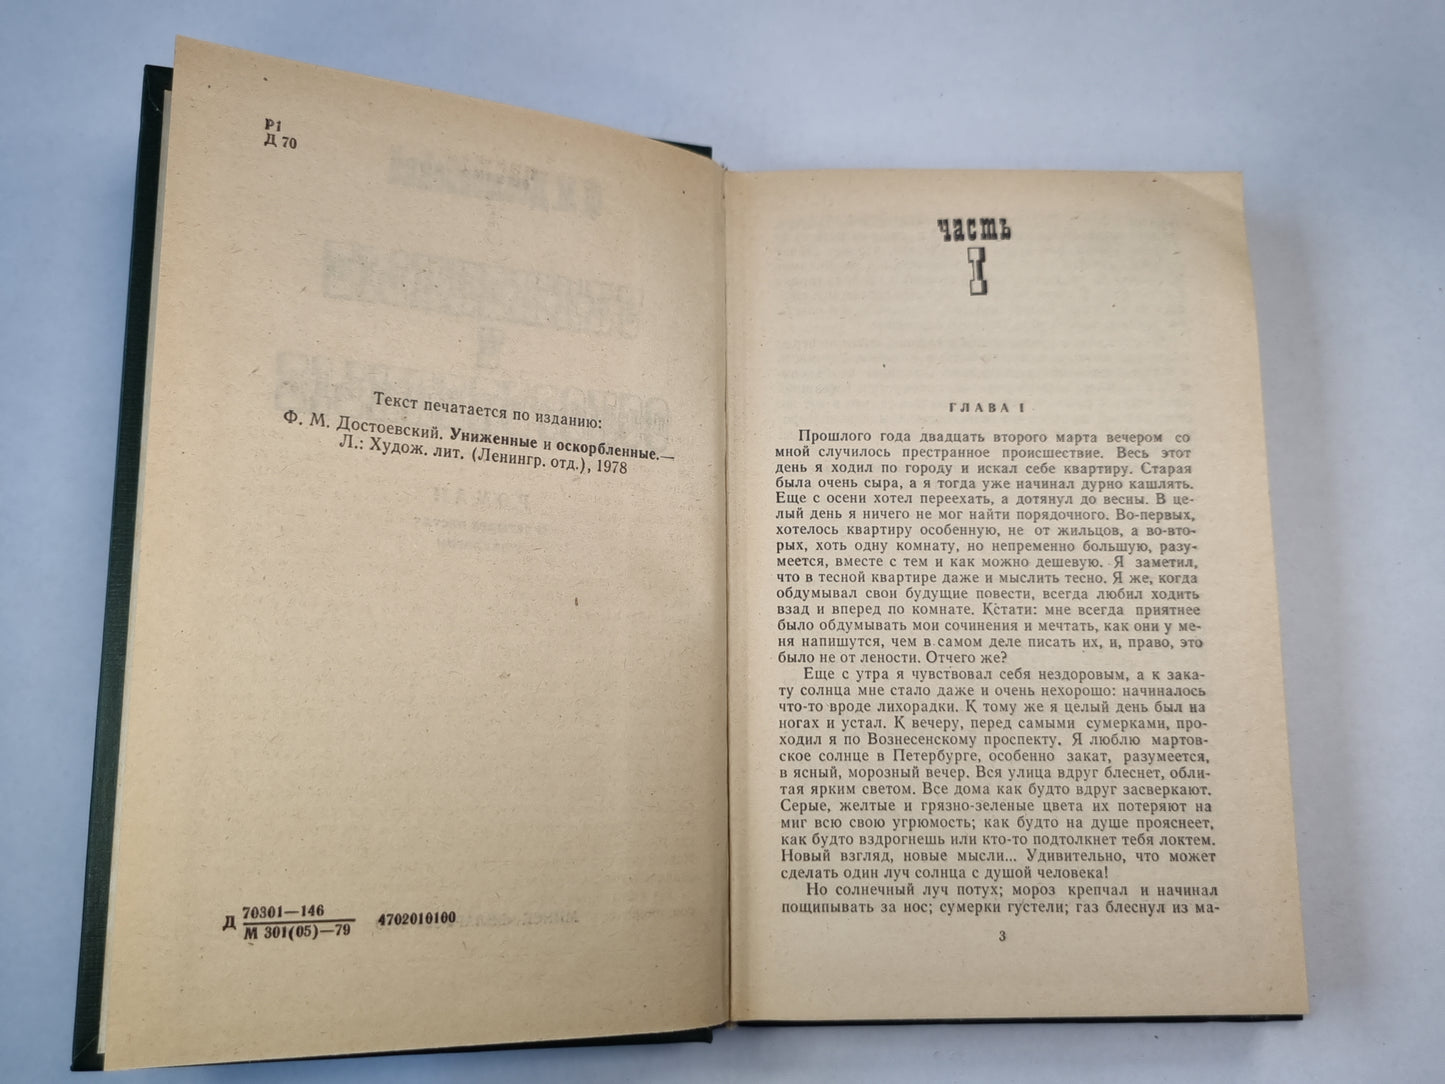 Р1
Д 70
Текст печатается по изданию:
Ф. М. Достоевский. Униженные и оскорбленные.—
Л.: Худож. лит. (Ленингр. отд.), 1978
Д 70301—146
М 301(05)—79
4702010100
часть
I
ГЛАВА I
Прошлого года двадцать второго марта вечером со
мной случилось престранное происшествие. Весь этот
день я ходил по городу и искал себе квартиру. Старая
была очень сыра, а я тогда уже начинал дурно кашлять.
Еще с осени хотел переехать, а дотянул до весны. В це-
лый день я ничего не мог найти порядочного. Во-первых,
хотелось квартиру особенную, не от жильцов, а во-вто-
рых, хоть одну комнату, но непременно большую, разу-
меется, вместе с тем и как можно дешевую. Я заметил,
что в тесной квартире даже и мыслить тесно. Я же, когда
обдумывал свои будущие повести, всегда любил ходить
взад и вперед по комнате. Кстати: мне всегда приятнее
было обдумывать мои сочинения и мечтать, как они у ме-
ня напишутся, чем в самом деле писать их, и, право, это
было не от лености. Отчего же?
Еще с утра я чувствовал себя нездоровым, а к зака-
ту солнца мне стало даже и очень нехорошо: начиналось
что-то вроде лихорадки. К тому же я целый день был на
ногах и устал. К вечеру, перед самыми сумерками, про-
ходил я по Вознесенскому проспекту. Я люблю мартов-
ское солнце в Петербурге, особенно закат, разумеется,
в ясный, морозный вечер. Вся улица вдруг блеснет, обли-
тая ярким светом. Все дома как будто вдруг засверкают.
Серые, желтые и грязно-зеленые цвета их потеряют на
миг всю свою угрюмость; как будто на душе прояснеет,
как будто вздрогнешь или кто-то подтолкнет тебя локтем.
Новый взгляд, новые мысли... Удивительно, что может
сделать один луч солнца с душой человека!
Но солнечный луч потух; мороз крепчал и начинал
пощипывать за нос; сумерки густели; газ блеснул из ма-
3